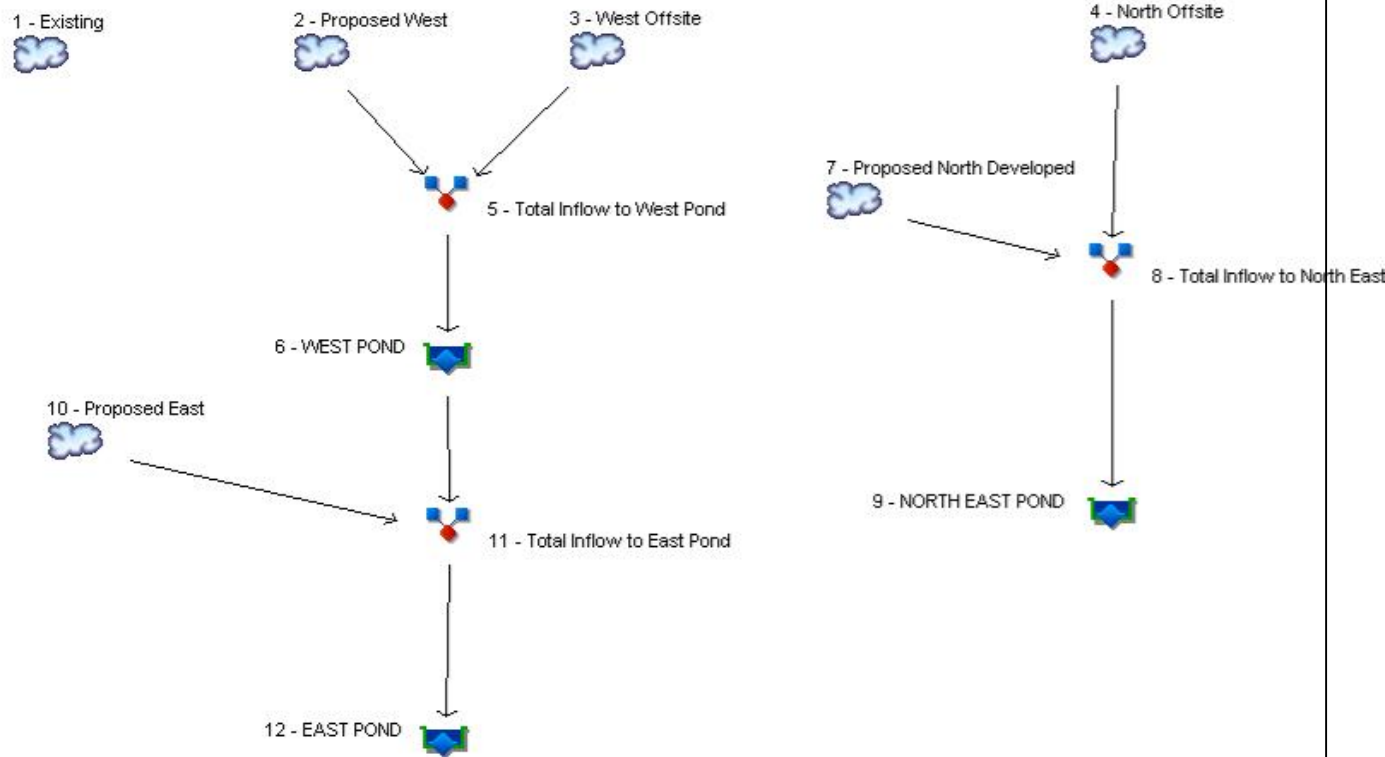 1 - Existing
2 - Proposed West
3 - West Offsite
4 - North Offsite
7 - Proposed North Developed
5 - Total Inflow to West Pond
8 - Total Inflow to North East
6 - WEST POND
10 - Proposed East
9 - NORTH EAST POND
11 - Total Inflow to East Pond
12 - EAST POND